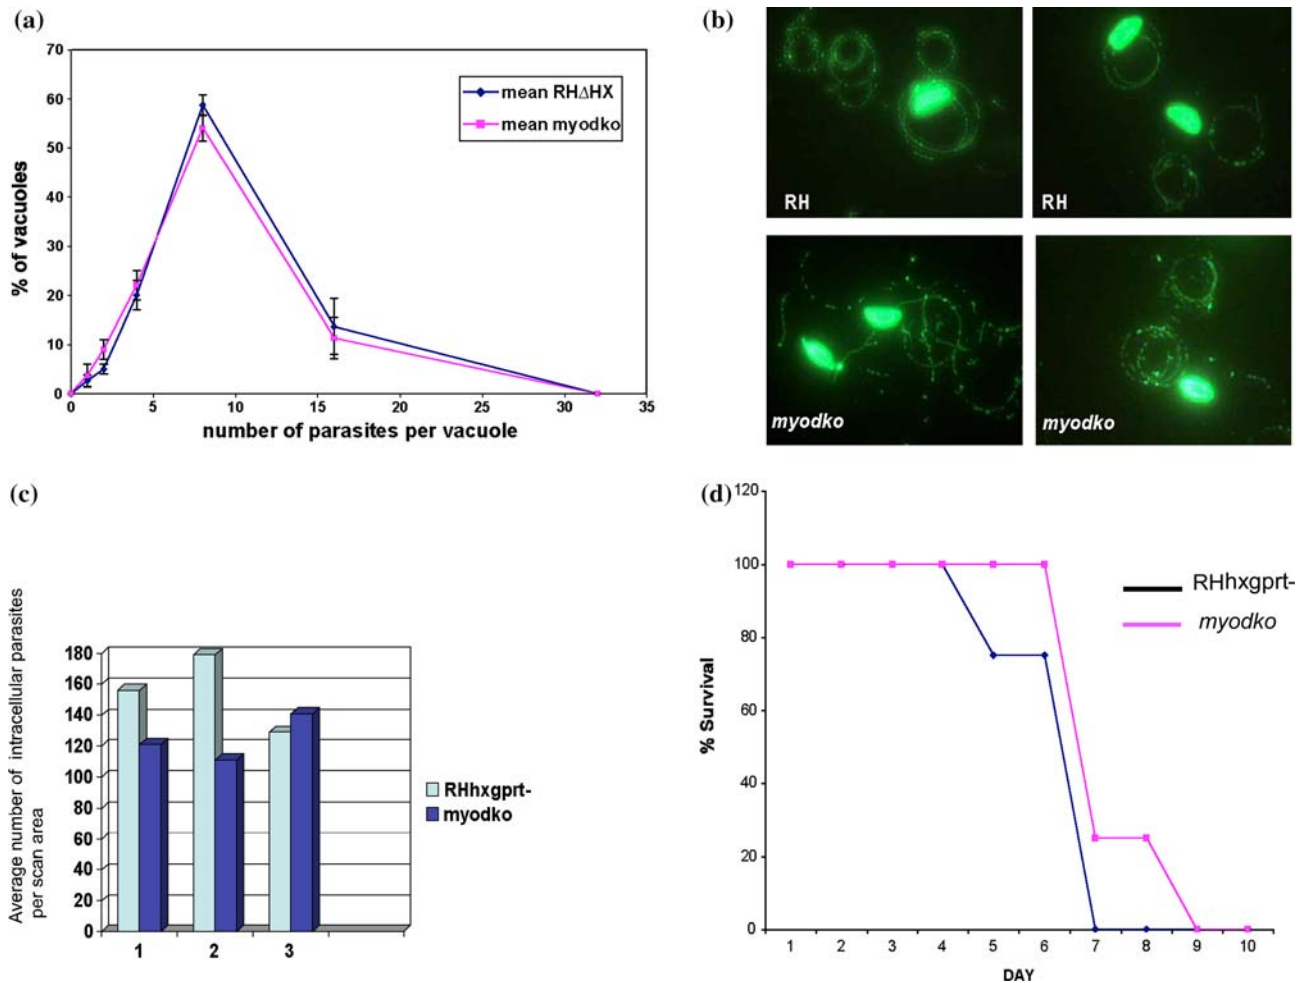 (a)
70
60
50
40
30
20
10
0
% of vacuoles
mean RHΔHX
mean myodko
0 5 10 15 20 25 30 35
number of parasites per vacuole
(b)
RH
RH
myodko
myodko
(c)
Average number of intracellular parasites
per scan area
180
160
140
120
100
80
60
40
20
0
1 2 3
RHhxgprt-
myodko
(d)
120
100
80
60
40
20
0
% Survival
RHhxgprt-
myodko
1 2 3 4 5 6 7 8 9 10
DAY